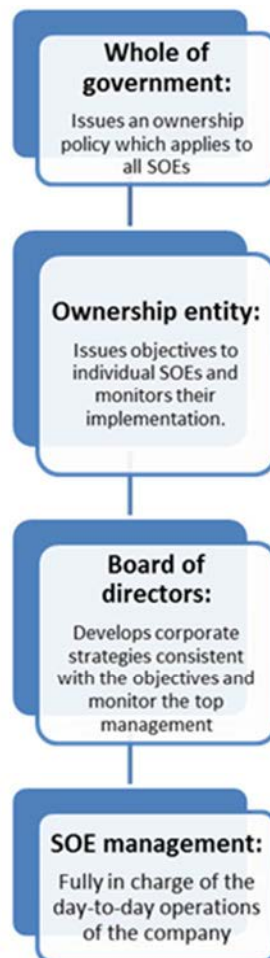 Whole of
government:
Issues an ownership
policy which applies to
all SOEs
Ownership entity:
Issues objectives to
individual SOEs and
monitors their
implementation.
Board of
directors:
Develops corporate
strategies consistent
with the objectives and
monitor the top
management
SOE management:
Fully in charge of the
day-to-day operations
of the company